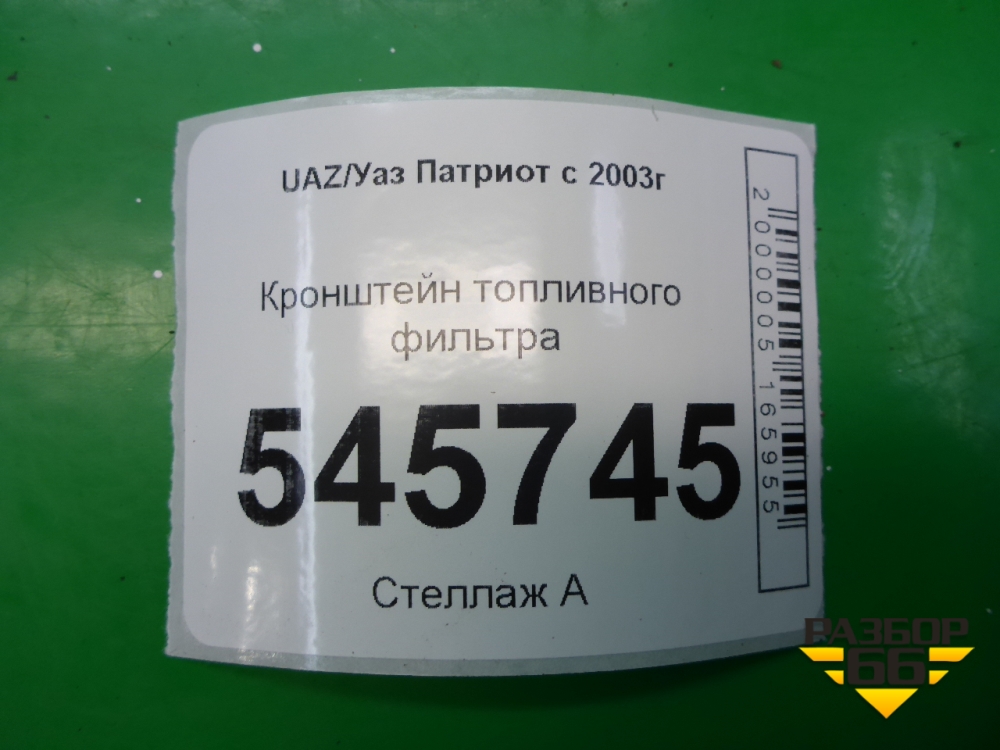 UAZ/Уаз Патриот с 2003г
Кронштейн топливного
фильтра
545745
Стеллаж А
2000005165955
РАЗБОР
66